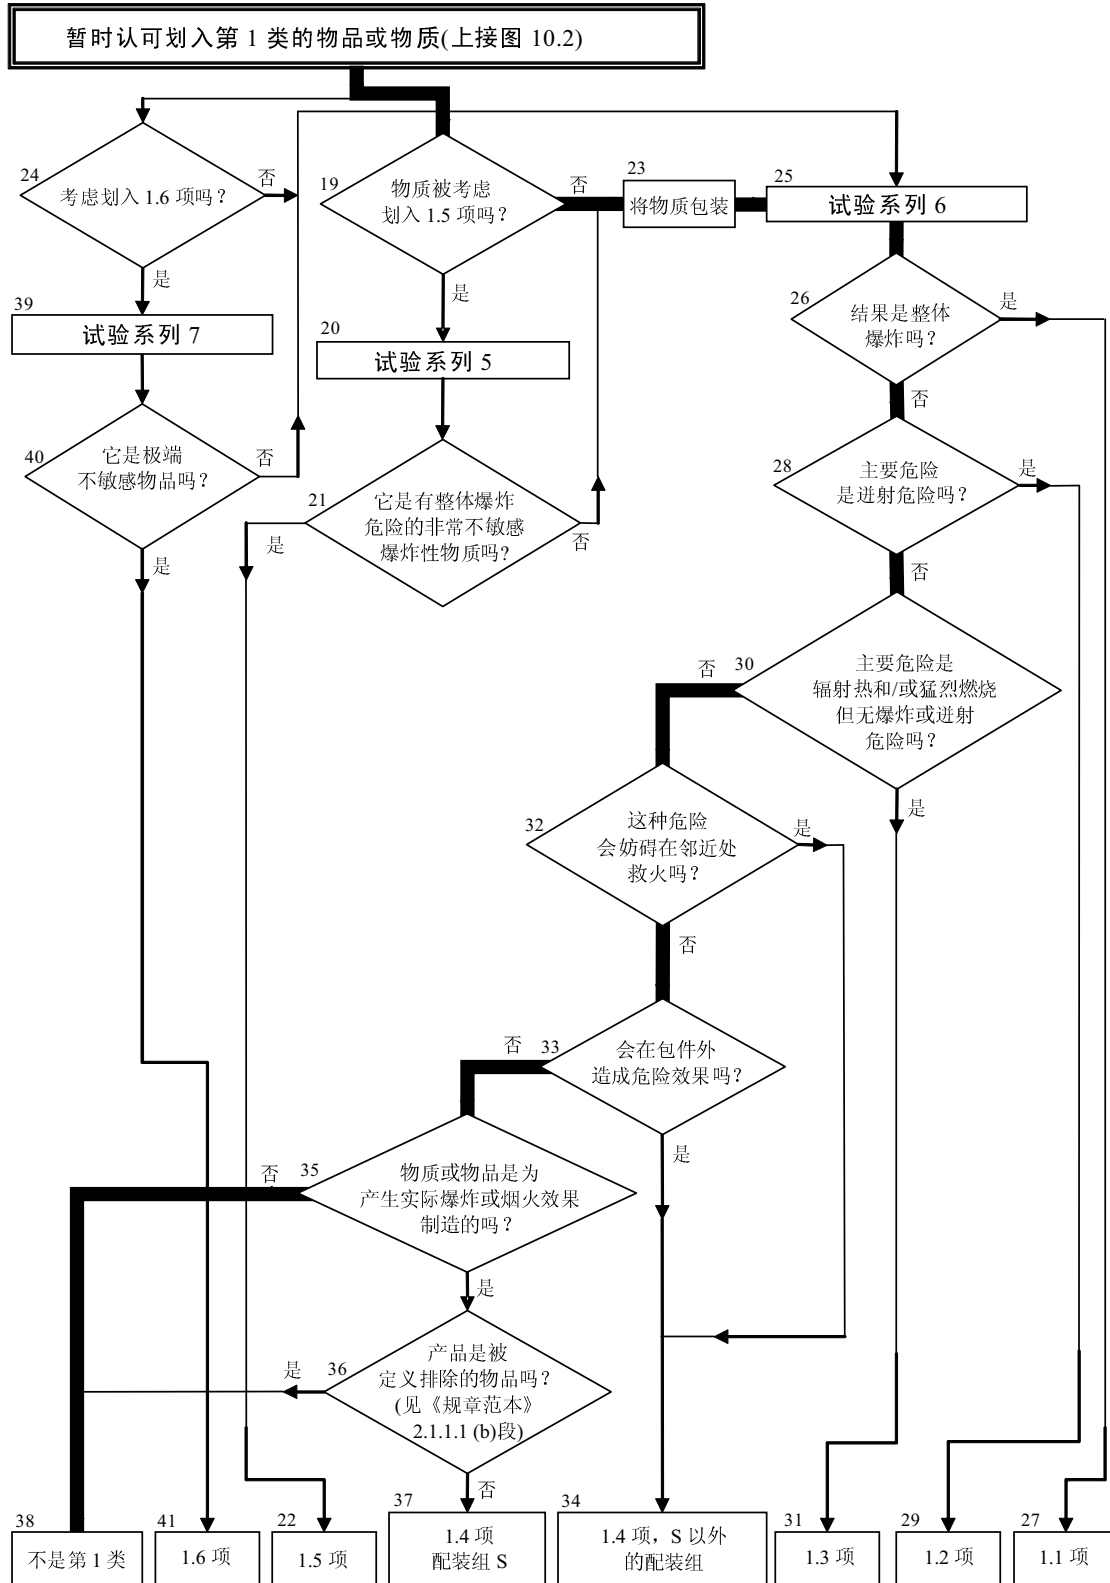 暂时认可划入第 1 类的物品或物质(上接图 10.2)
24
考虑划入 1.6 项吗？
否
是
19
物质被考虑
划入 1.5 项吗？
否
是
23
将物质包装
25
试验系列 6
39
试验系列 7
20
试验系列 5
26
结果是整体
爆炸吗？
是
否
40
它是极端
不敏感物品吗？
否
是
21
它是有整体爆炸
危险的非常不敏感
爆炸性物质吗?
是
否
28
主要危险
是迸射危险吗？
是
否
30
主要危险是
辐射热和/或猛烈燃烧
但无爆炸或迸射
危险吗？
否
是
32
这种危险
会妨碍在邻近处
救火吗？
是
否
33
会在包件外
造成危险效果吗？
否
是
35
物质或物品是为
产生实际爆炸或烟火效果
制造的吗？
否
是
36
产品是被
定义排除的物品吗？
(见《规章范本》
2.1.1.1 (b)段)
是
否
38
不是第 1 类
41
1.6 项
22
1.5 项
37
1.4 项
配装组 S
34
1.4 项，S 以外
的配装组
31
1.3 项
29
1.2 项
27
1.1 项